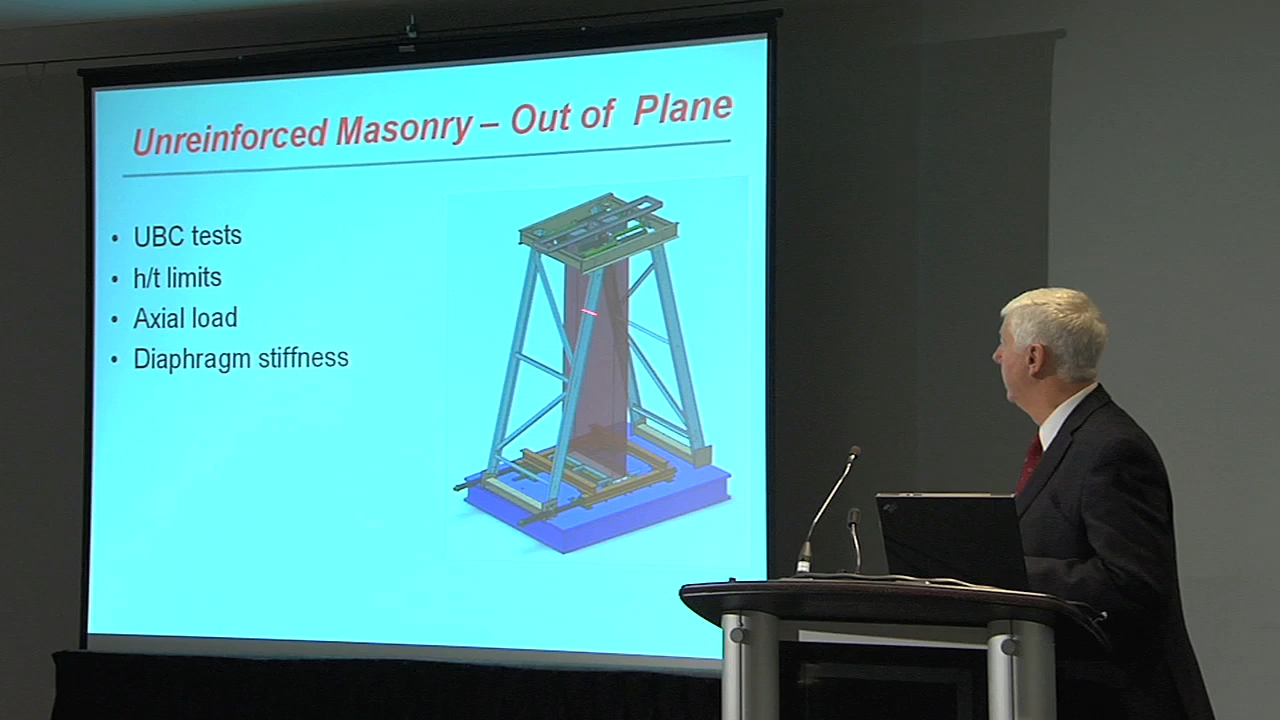 Unreinforced Masonry – Out of Plane
• UBC tests
• h/t limits
• Axial load
• Diaphragm stiffness